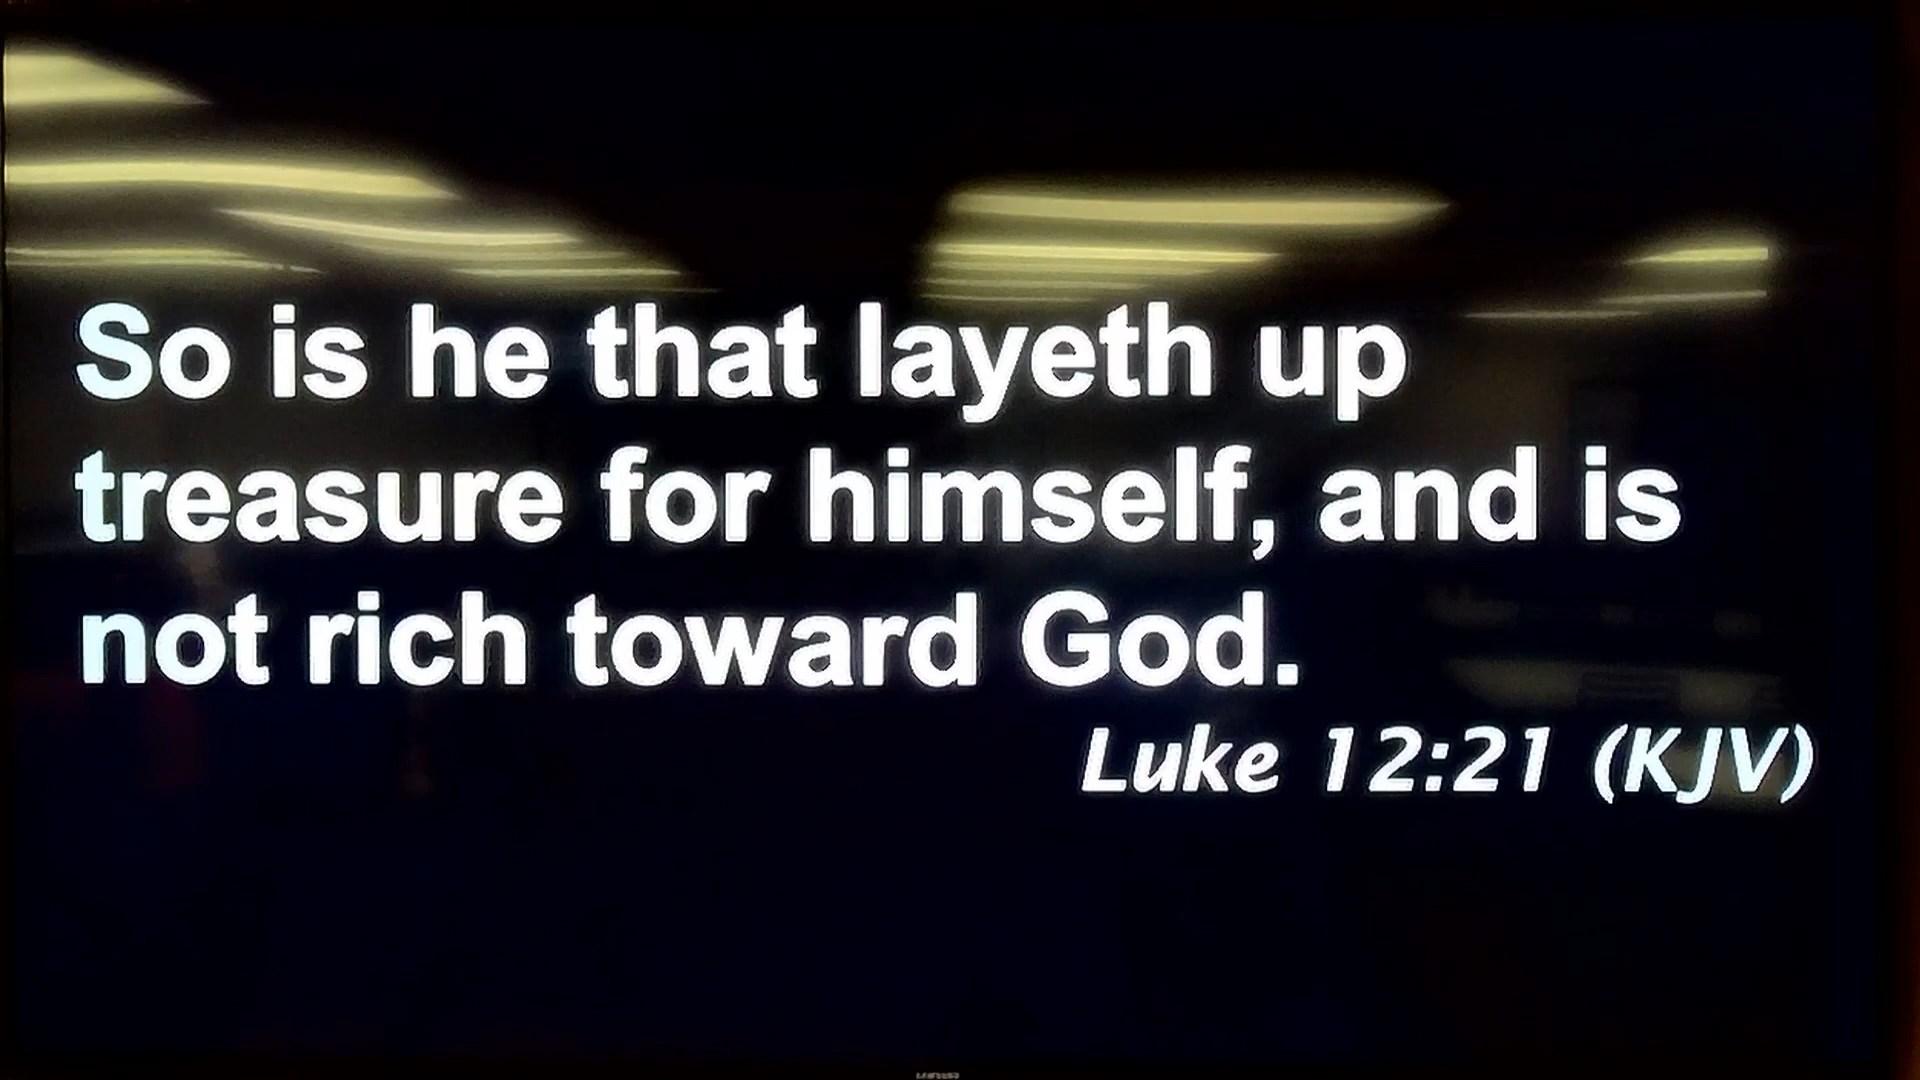 So is he that layeth up
treasure for himself, and is
not rich toward God.
Luke 12:21 (KJV)